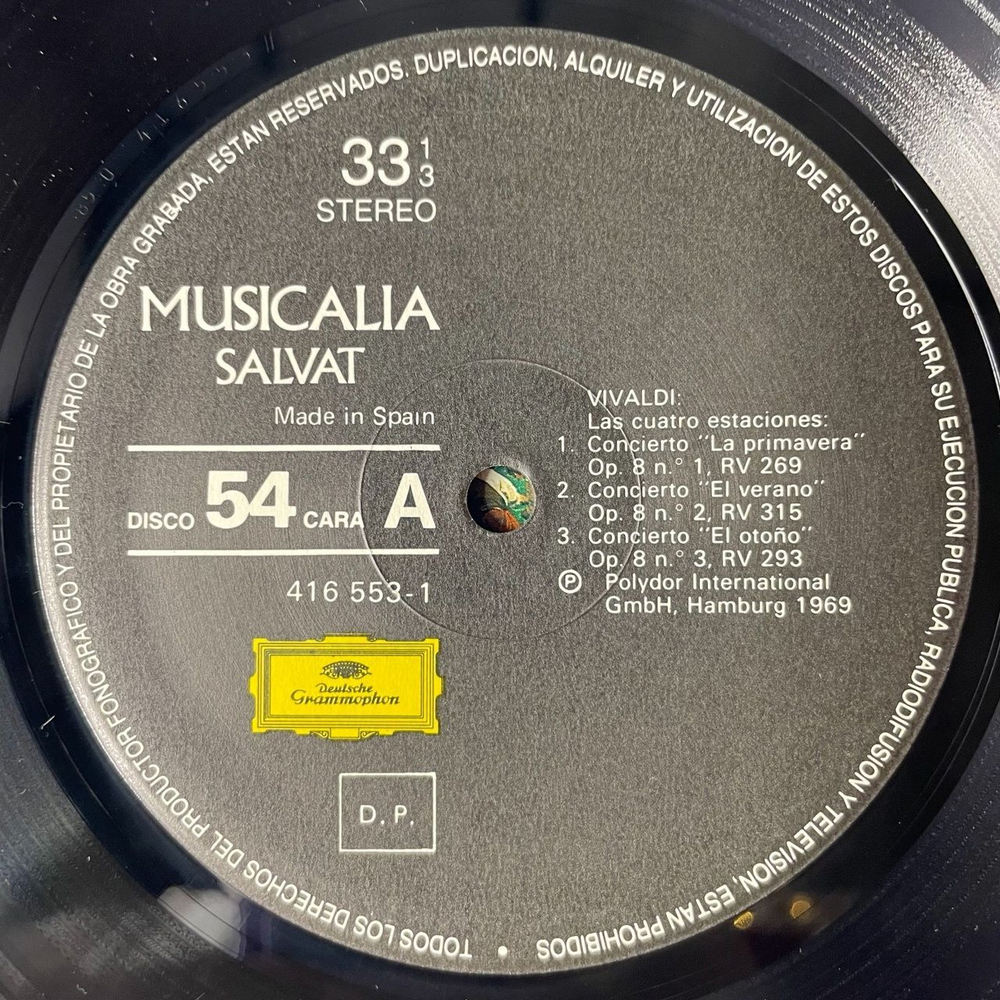 TODOS LOS DERECHOS DEL PRODUCTOR FONOGRAFICO Y DEL PROPIETARIO DE LA OBRA GRABADA, ESTAN RESERVADOS. DUPLICACION, ALQUILER Y UTILIZACION DE ESTOS DISCOS PARA SU EJECUCION PUBLICA, RADIODIFUSION Y TELEVISION, ESTAN PROHIBIDOS •
33 1/3
STEREO
MUSICALIA
SALVAT
Made in Spain
DISCO 54 CARA A
416 553-1
Deutsche
Grammophon
D. P.
VIVALDI:
Las cuatro estaciones:
1. Concierto "La primavera"
Op. 8 n.° 1, RV 269
2. Concierto "El verano"
Op. 8 n.° 2, RV 315
3. Concierto "El otoño"
Op. 8 n.° 3, RV 293
℗ Polydor International
GmbH, Hamburg 1969